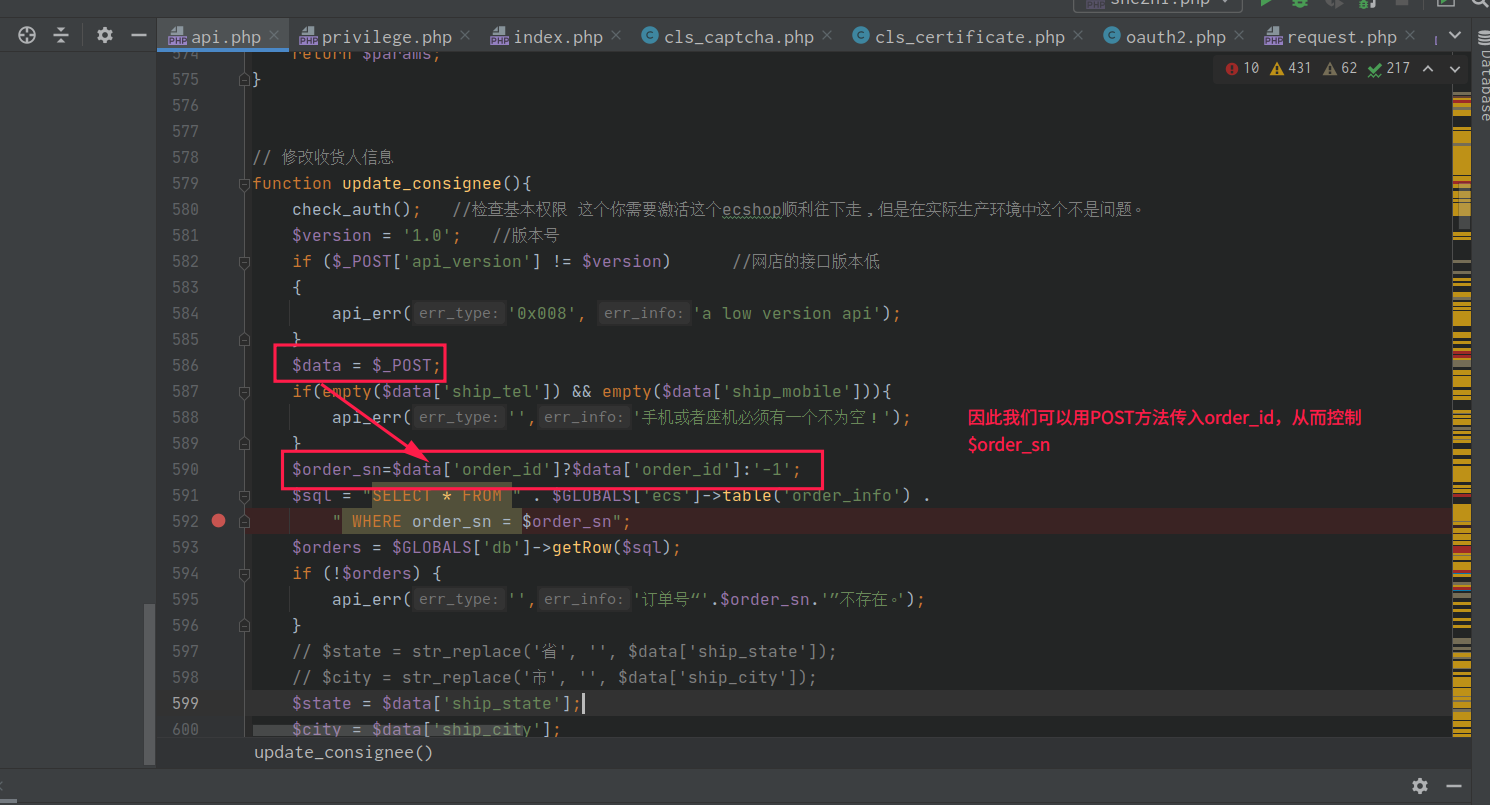 shezhi.php
api.php privilege.php index.php cls_captcha.php cls_certificate.php oauth2.php request.php
Database
10 431 62 217
574 return $params;
575 }
576
577
578 // 修改收货人信息
579 function update_consignee(){
580 check_auth(); //检查基本权限 这个你需要激活这个ecshop顺利往下走，但是在实际生产环境中这个不是问题。
581 $version = '1.0'; //版本号
582 if ($_POST['api_version'] != $version) //网店的接口版本低
583 {
584 api_err( err_type: '0x008', err_info: 'a low version api');
585 }
586 $data = $_POST;
587 if(empty($data['ship_tel']) && empty($data['ship_mobile'])){
588 api_err( err_type: '', err_info: '手机或者座机必须有一个不为空！');
因此我们可以用POST方法传入order_id，从而控制
$order_sn
589 }
590 $order_sn=$data['order_id']?$data['order_id']:'-1';
591 $sql = "SELECT * FROM " . $GLOBALS['ecs']->table('order_info') .
592 " WHERE order_sn = $order_sn";
593 $orders = $GLOBALS['db']->getRow($sql);
594 if (!$orders) {
595 api_err( err_type: '', err_info: '订单号“'.$order_sn.'”不存在。');
596 }
597 // $state = str_replace('省', '', $data['ship_state']);
598 // $city = str_replace('市', '', $data['ship_city']);
599 $state = $data['ship_state'];
600 $city = $data['ship_city'];
update_consignee()